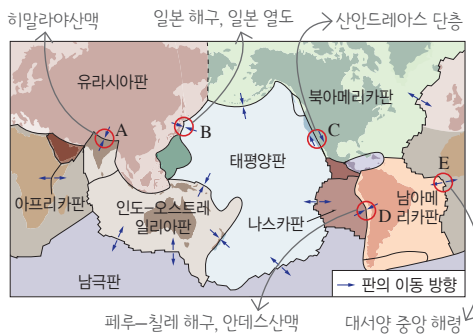 히말라야산맥
일본 해구, 일본 열도
산안드레아스 단층
유라시아판
북아메리카판
A
B
C
태평양판
E
아프리카판
인도-오스트레
일리아판
나스카판
D
남아메
리카판
남극판
판의 이동 방향
페루-칠레 해구, 안데스산맥
대서양 중앙 해령